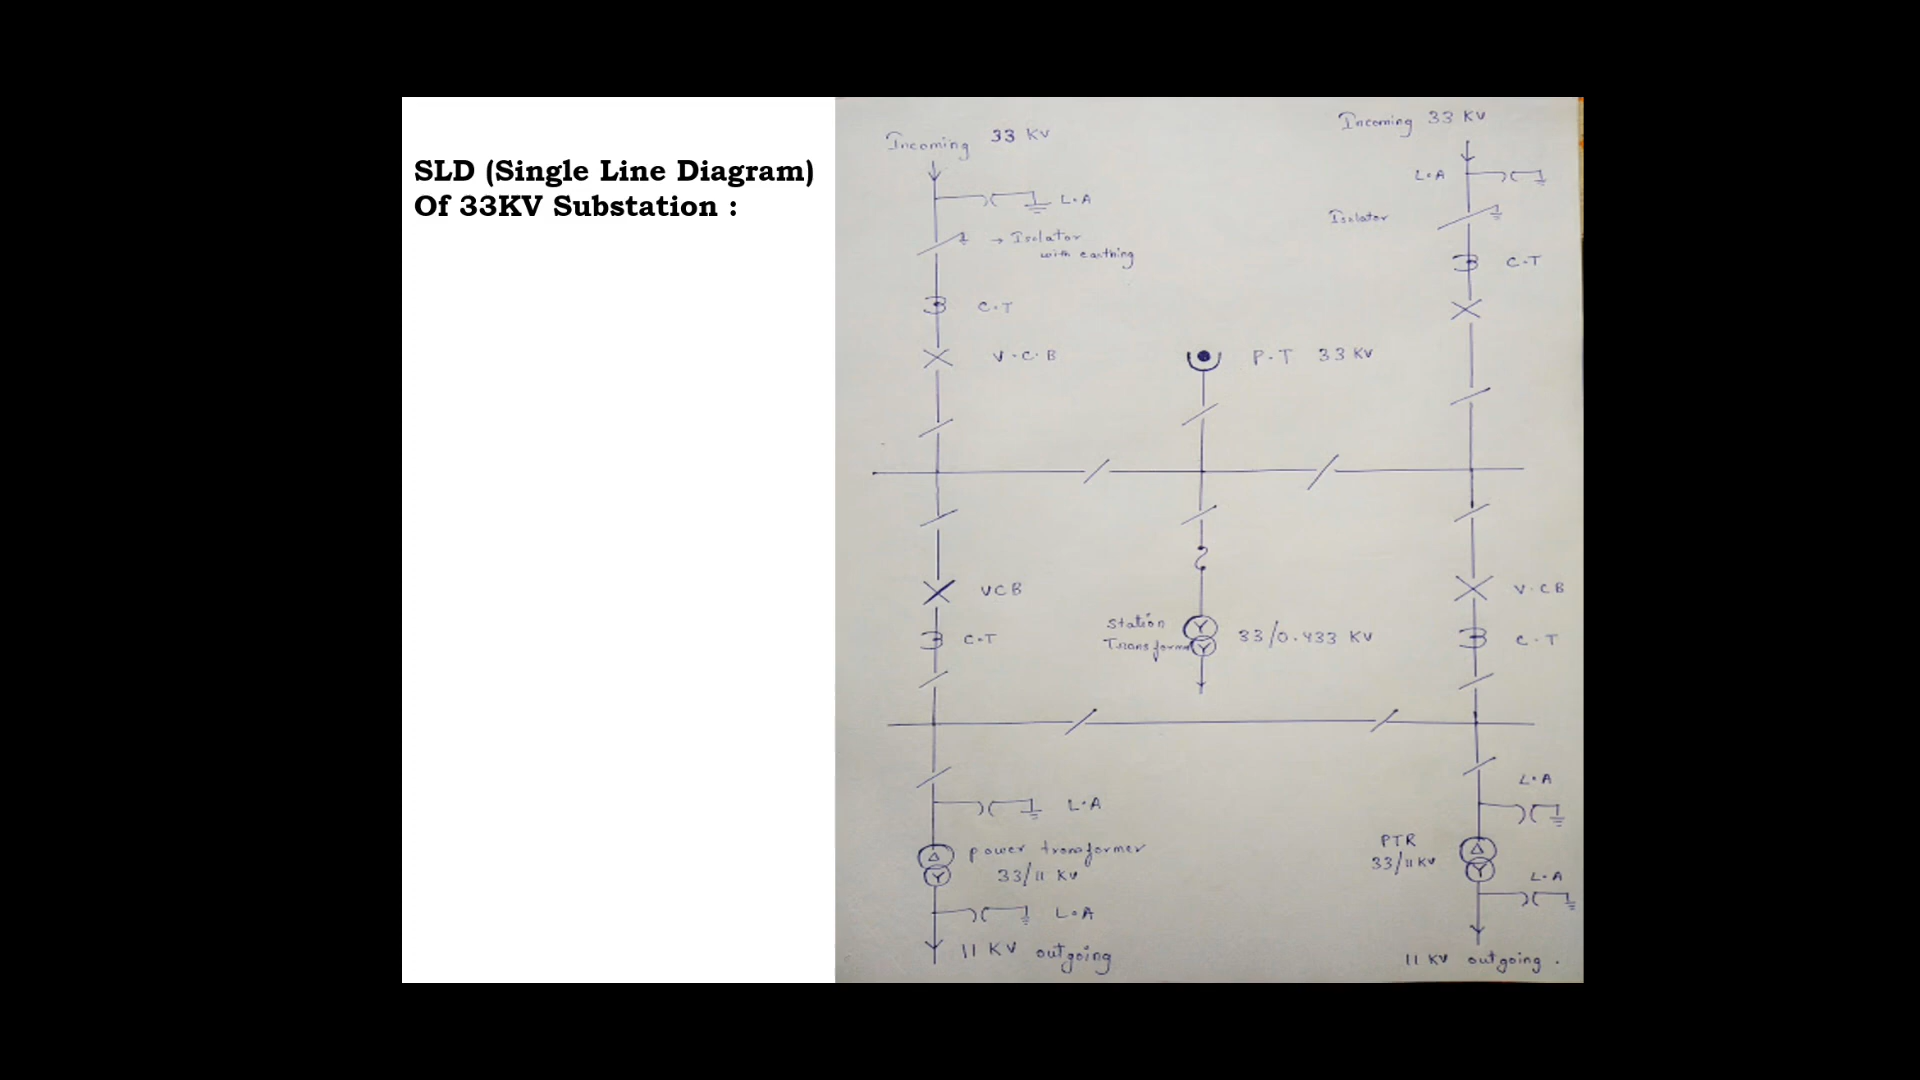 SLD (Single Line Diagram)
Of 33KV Substation :
Incoming 33 KV
Incoming 33 KV
L.A
L.A
Isolator
→ Isolator
with earthing
C.T
C.T
V.C.B
P.T 33 KV
VCB
V.CB
station
Transformer
33/0.433 KV
C.T
C.T
L.A
L.A
power transformer
33/11 KV
PTR
33/11 KV
L.A
L.A
11 KV outgoing
11 KV outgoing .